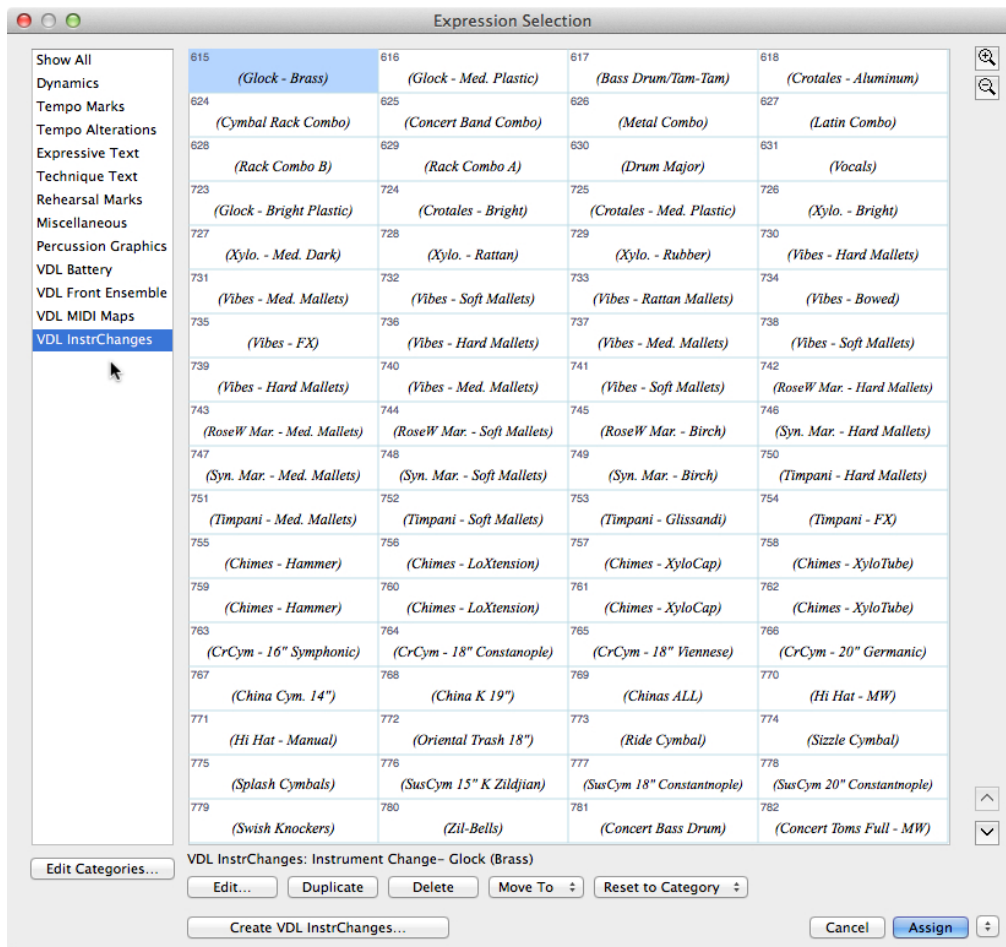 Expression Selection
Show All
Dynamics
Tempo Marks
Tempo Alterations
Expressive Text
Technique Text
Rehearsal Marks
Miscellaneous
Percussion Graphics
VDL Battery
VDL Front Ensemble
VDL MIDI Maps
VDL InstrChanges
615 616 617 618
(Glock - Brass) (Glock - Med. Plastic) (Bass Drum/Tam-Tam) (Crotales - Aluminum)
624 625 626 627
(Cymbal Rack Combo) (Concert Band Combo) (Metal Combo) (Latin Combo)
628 629 630 631
(Rack Combo B) (Rack Combo A) (Drum Major) (Vocals)
723 724 725 726
(Glock - Bright Plastic) (Crotales - Bright) (Crotales - Med. Plastic) (Xylo. - Bright)
727 728 729 730
(Xylo. - Med. Dark) (Xylo. - Rattan) (Xylo. - Rubber) (Vibes - Hard Mallets)
731 732 733 734
(Vibes - Med. Mallets) (Vibes - Soft Mallets) (Vibes - Rattan Mallets) (Vibes - Bowed)
735 736 737 738
(Vibes - FX) (Vibes - Hard Mallets) (Vibes - Med. Mallets) (Vibes - Soft Mallets)
739 740 741 742
(Vibes - Hard Mallets) (Vibes - Med. Mallets) (Vibes - Soft Mallets) (RoseW Mar. - Hard Mallets)
743 744 745 746
(RoseW Mar. - Med. Mallets) (RoseW Mar. - Soft Mallets) (RoseW Mar. - Birch) (Syn. Mar. - Hard Mallets)
747 748 749 750
(Syn. Mar. - Med. Mallets) (Syn. Mar. - Soft Mallets) (Syn. Mar. - Birch) (Timpani - Hard Mallets)
751 752 753 754
(Timpani - Med. Mallets) (Timpani - Soft Mallets) (Timpani - Glissandi) (Timpani - FX)
755 756 757 758
(Chimes - Hammer) (Chimes - LoXtension) (Chimes - XyloCap) (Chimes - XyloTube)
759 760 761 762
(Chimes - Hammer) (Chimes - LoXtension) (Chimes - XyloCap) (Chimes - XyloTube)
763 764 765 766
(CrCym - 16" Symphonic) (CrCym - 18" Constanople) (CrCym - 18" Viennese) (CrCym - 20" Germanic)
767 768 769 770
(China Cym. 14") (China K 19") (Chinas ALL) (Hi Hat - MW)
771 772 773 774
(Hi Hat - Manual) (Oriental Trash 18") (Ride Cymbal) (Sizzle Cymbal)
775 776 777 778
(Splash Cymbals) (SusCym 15" K Zildjian) (SusCym 18" Constantnople) (SusCym 20" Constantnople)
779 780 781 782
(Swish Knockers) (Zil-Bells) (Concert Bass Drum) (Concert Toms Full - MW)
VDL InstrChanges: Instrument Change- Glock (Brass)
Edit Categories...
Edit... Duplicate Delete Move To Reset to Category
Create VDL InstrChanges... Cancel Assign